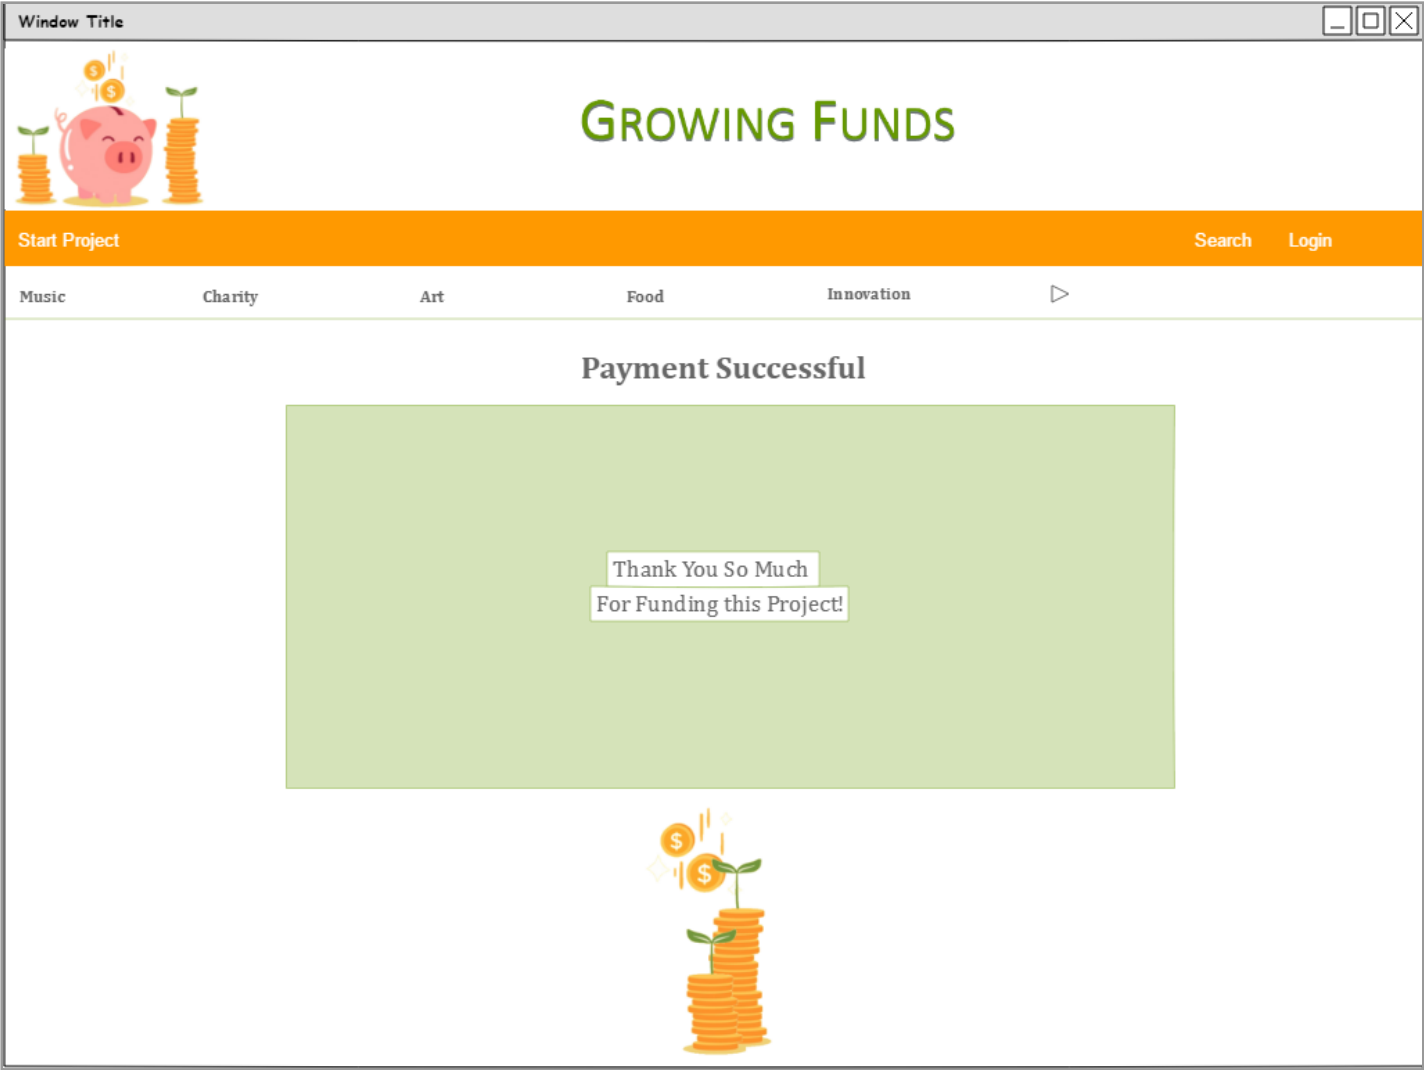 Window Title
$
$
GROWING FUNDS
Start Project Search Login
Music Charity Art Food Innovation
Payment Successful
Thank You So Much
For Funding this Project!
$
$